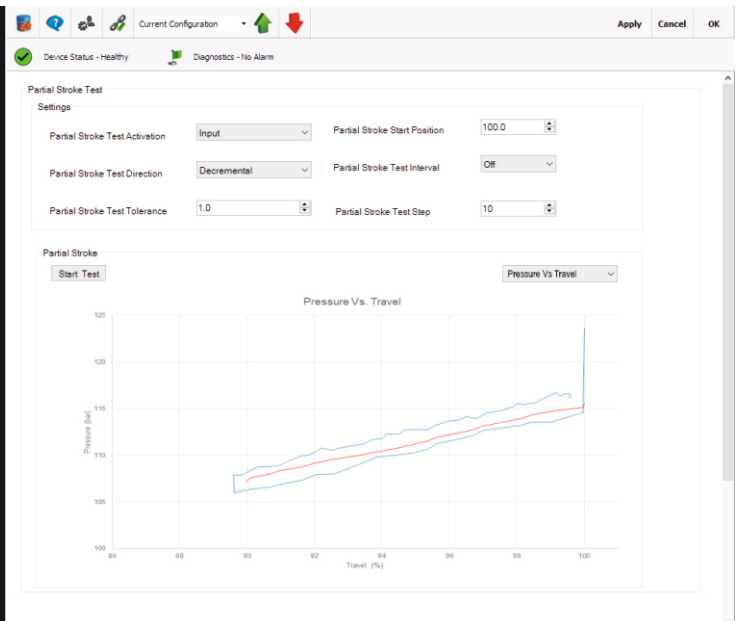 Current Configuration
Apply Cancel OK
Device Status - Healthy Diagnostics - No Alarm
Partial Stroke Test
Settings
Partial Stroke Test Activation Input Partial Stroke Start Position 100.0
Partial Stroke Test Direction Decremental Partial Stroke Test Interval Off
Partial Stroke Test Tolerance 1.0 Partial Stroke Test Step 10
Partial Stroke
Start Test Pressure Vs Travel
Pressure Vs. Travel
125
120
115
110
105
100
Pressure (bal)
86 88 90 92 94 96 98 100
Travel (%)